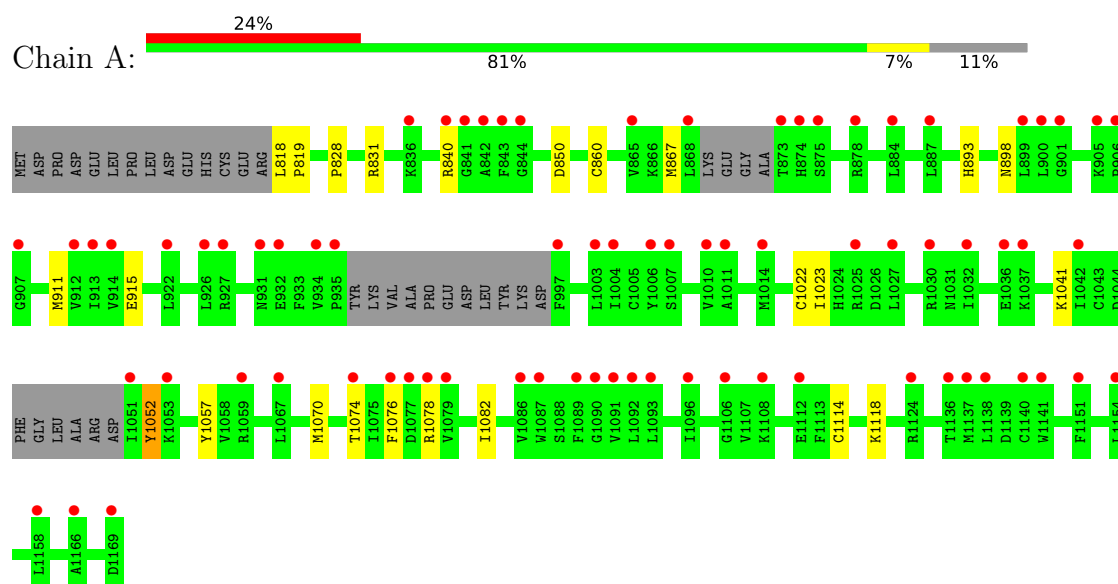 24%
Chain A:
81% 7% 11%
MET ASP PRO ASP GLU LEU PRO LEU ASP GLU HIS CYS GLU ARG L818 P819 P828 R831 K836 R840 G841 A842 F843 G844 D850 C860 V865 K866 M867 L868 LYS GLU GLY ALA T873 H874 S875 R878 L884 L887 H893 N898 L899 L900 G901 K905
G907 M911 V912 I913 V914 E915 L922 L926 R927 N931 E932 F933 V934 P935 TYR LYS VAL ALA PRO GLU ASP LEU TYR LYS ASP F997 L1003 I1004 C1005 Y1006 S1007 V1010 A1011 M1014 C1022 I1023 H1024 R1025 D1026 L1027 R1030 N1031 I1032 E1036 K1037 K1041 I1042 C1043
PHE GLY LEU ALA ARG ASP I1051 Y1052 K1053 Y1057 V1058 R1059 L1067 M1070 T1074 I1075 F1076 D1077 R1078 V1079 I1082 V1086 W1087 S1088 F1089 G1090 V1091 L1092 L1093 I1096 G1106 V1107 K1108 E1112 F1113 C1114 K1118 R1124 T1136 M1137 L1138 D1139 C1140 W1141 F1151
L1158 A1166 D1169